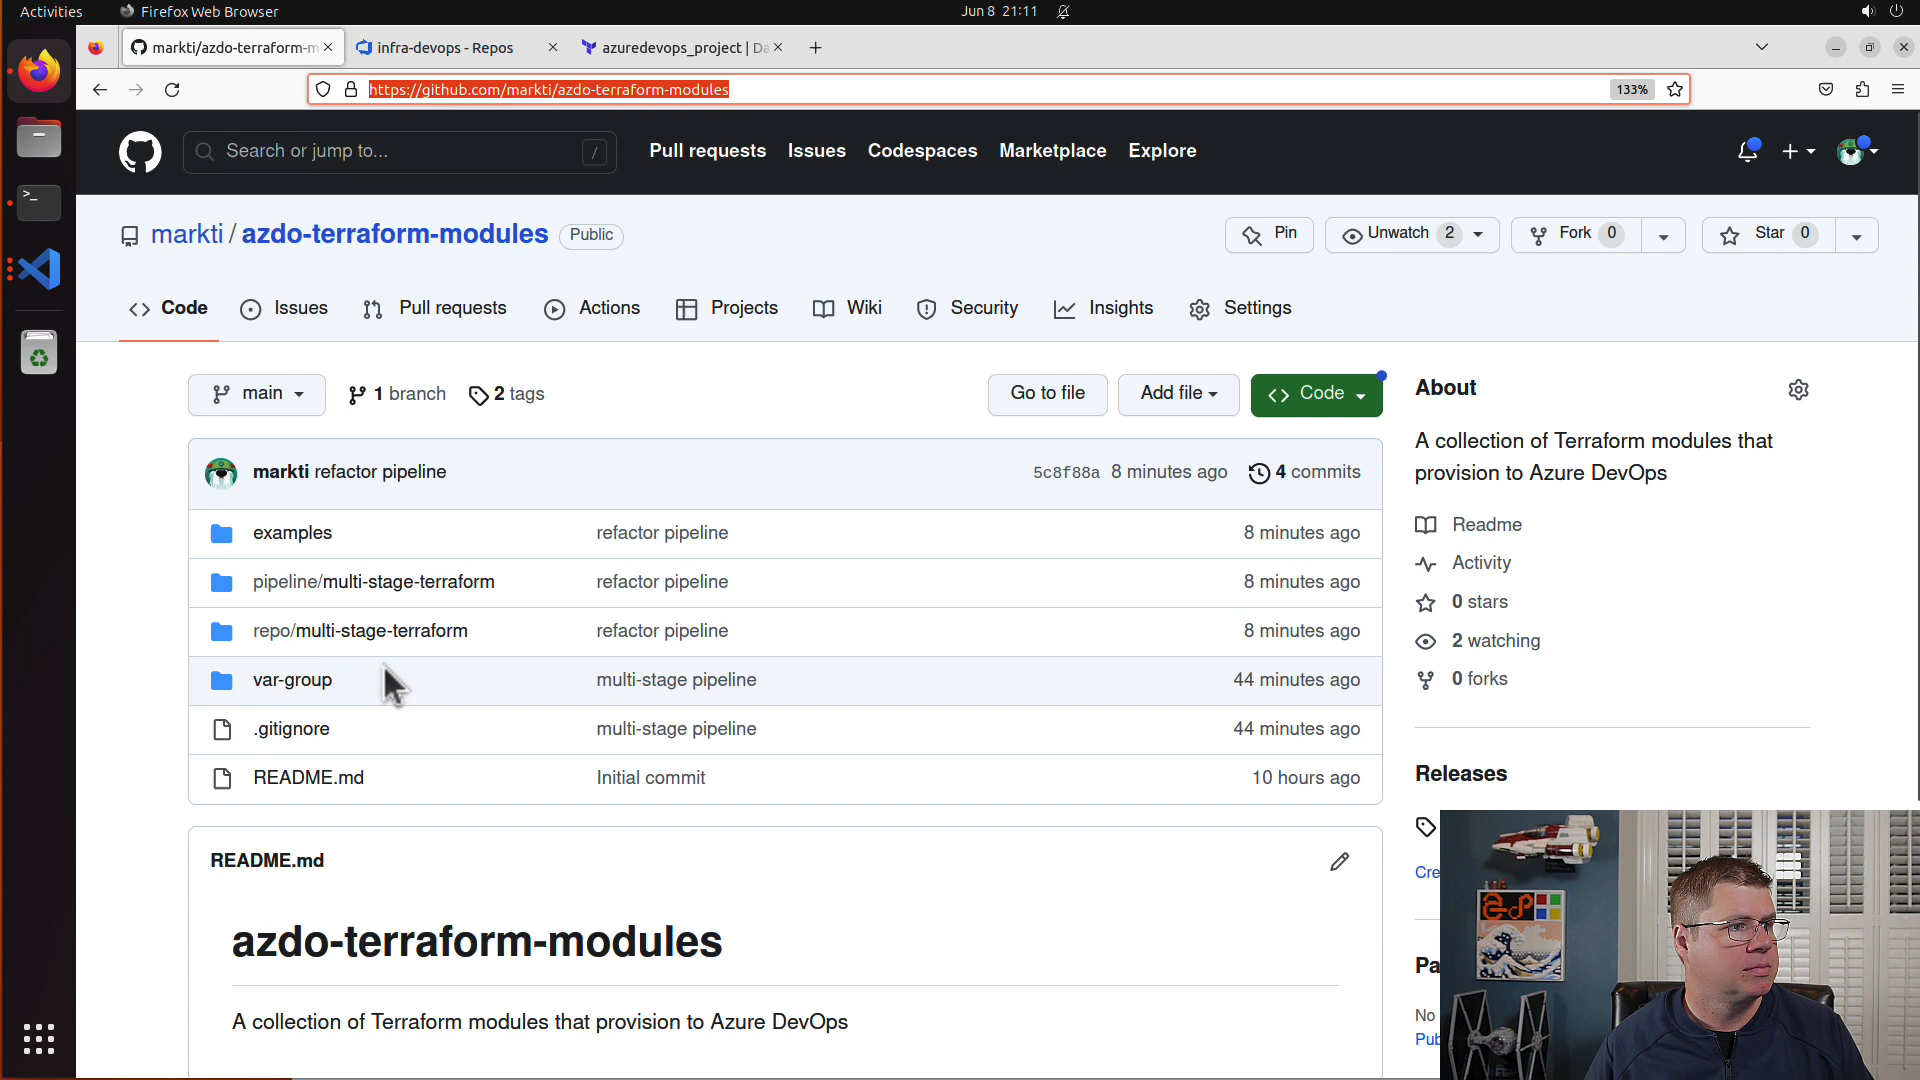 Activities
Firefox Web Browser
Jun 8 21:11
markti/azdo-terraform-m
infra-devops - Repos
azuredevops_project | Da
https://github.com/markti/azdo-terraform-modules
133%
Search or jump to...
/
Pull requests
Issues
Codespaces
Marketplace
Explore
markti / azdo-terraform-modules
Public
Pin
Unwatch 2
Fork 0
Star 0
Code
Issues
Pull requests
Actions
Projects
Wiki
Security
Insights
Settings
main
1 branch
2 tags
Go to file
Add file
Code
markti refactor pipeline
5c8f88a 8 minutes ago
4 commits
examples
refactor pipeline
8 minutes ago
pipeline/multi-stage-terraform
refactor pipeline
8 minutes ago
repo/multi-stage-terraform
refactor pipeline
8 minutes ago
var-group
multi-stage pipeline
44 minutes ago
.gitignore
multi-stage pipeline
44 minutes ago
README.md
Initial commit
10 hours ago
README.md
azdo-terraform-modules
A collection of Terraform modules that provision to Azure DevOps
About
A collection of Terraform modules that
provision to Azure DevOps
Readme
Activity
0 stars
2 watching
0 forks
Releases
Cre
Pa
No
Pub